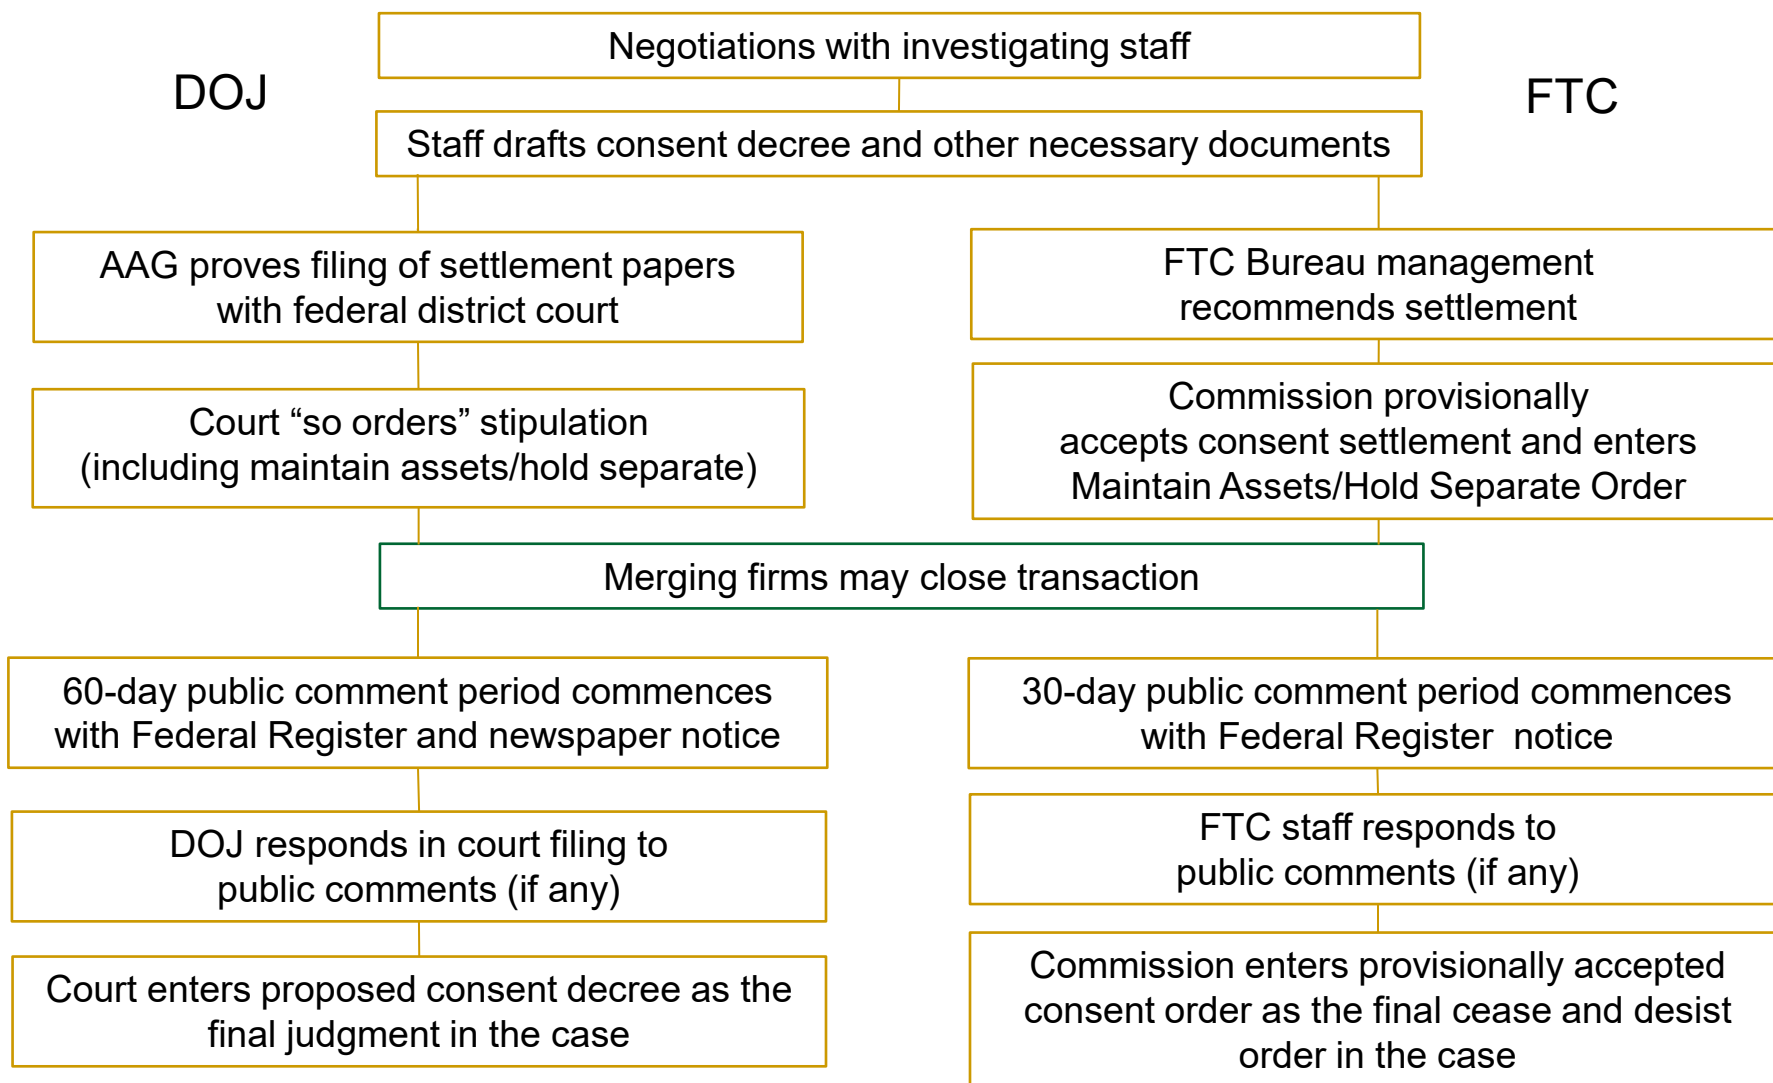 Negotiations with investigating staff
DOJ
FTC
Staff drafts consent decree and other necessary documents
AAG proves filing of settlement papers
with federal district court
FTC Bureau management
recommends settlement
Court “so orders” stipulation
(including maintain assets/hold separate)
Commission provisionally
accepts consent settlement and enters
Maintain Assets/Hold Separate Order
Merging firms may close transaction
60-day public comment period commences
with Federal Register and newspaper notice
30-day public comment period commences
with Federal Register notice
DOJ responds in court filing to
public comments (if any)
FTC staff responds to
public comments (if any)
Court enters proposed consent decree as the
final judgment in the case
Commission enters provisionally accepted
consent order as the final cease and desist
order in the case